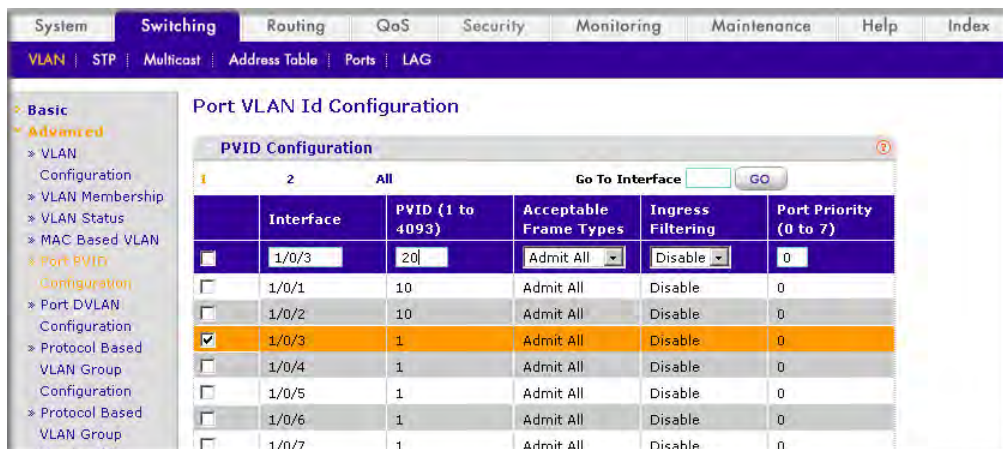 System Switching Routing QoS Security Monitoring Maintenance Help Index
VLAN STP Multicast Address Table Ports LAG
Basic
Advanced
» VLAN
Configuration
» VLAN Membership
» VLAN Status
» MAC Based VLAN
» Port PVID
Configuration
» Port DVLAN
Configuration
» Protocol Based
VLAN Group
Configuration
» Protocol Based
VLAN Group
Port VLAN Id Configuration
PVID Configuration ?
1 2 All Go To Interface GO
Interface PVID (1 to 4093) Acceptable Frame Types Ingress Filtering Port Priority (0 to 7)
1/0/3 20 Admit All Disable 0
1/0/1 10 Admit All Disable 0
1/0/2 10 Admit All Disable 0
1/0/3 1 Admit All Disable 0
1/0/4 1 Admit All Disable 0
1/0/5 1 Admit All Disable 0
1/0/6 1 Admit All Disable 0
1/0/7 1 Admit All Disable 0